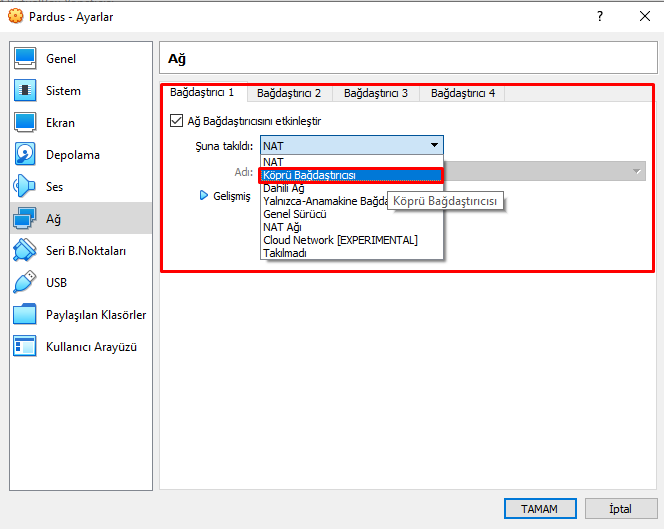 Pardus - Ayarlar
?
Genel
Sistem
Ekran
Depolama
Ses
Ağ
Seri B.Noktaları
USB
Paylaşılan Klasörler
Kullanıcı Arayüzü
Ağ
Bağdaştırıcı 1 Bağdaştırıcı 2 Bağdaştırıcı 3 Bağdaştırıcı 4
Ağ Bağdaştırıcısını etkinleştir
Şuna takıldı: NAT
Adı:
Gelişmiş
NAT
Köprü Bağdaştırıcısı
Dahili Ağ
Yalnızca-Anamakine Bağda
Köprü Bağdaştırıcısı
Genel Sürücü
NAT Ağı
Cloud Network [EXPERIMENTAL]
Takılmadı
TAMAM İptal